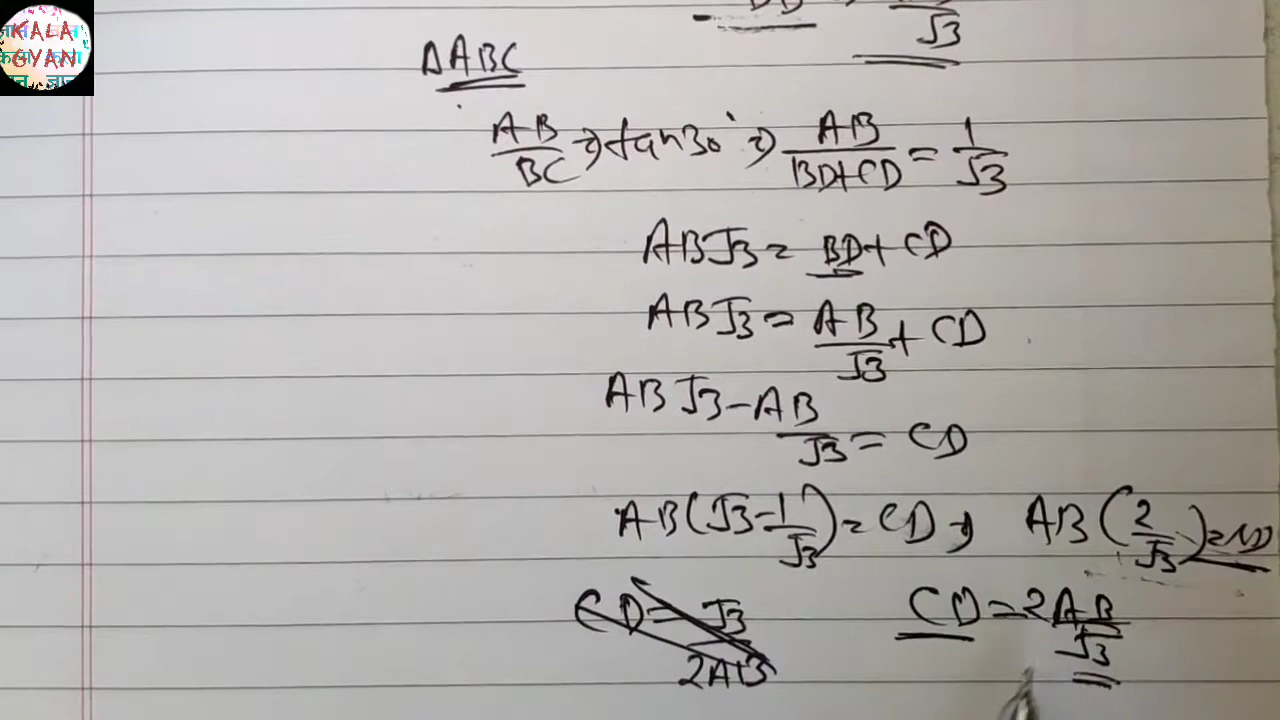 KALA
GYAN
√3
ΔABC
AB/BC ⇒ tan30° ⇒ AB/BD+CD = 1/√3
AB√3 = BD + CD
AB√3 = AB/√3 + CD
AB√3 - AB/√3 = CD
AB(√3 - 1/√3) = CD ⇒ AB(2/√3) = CD
CD = √3/2AB CD = 2AB/√3